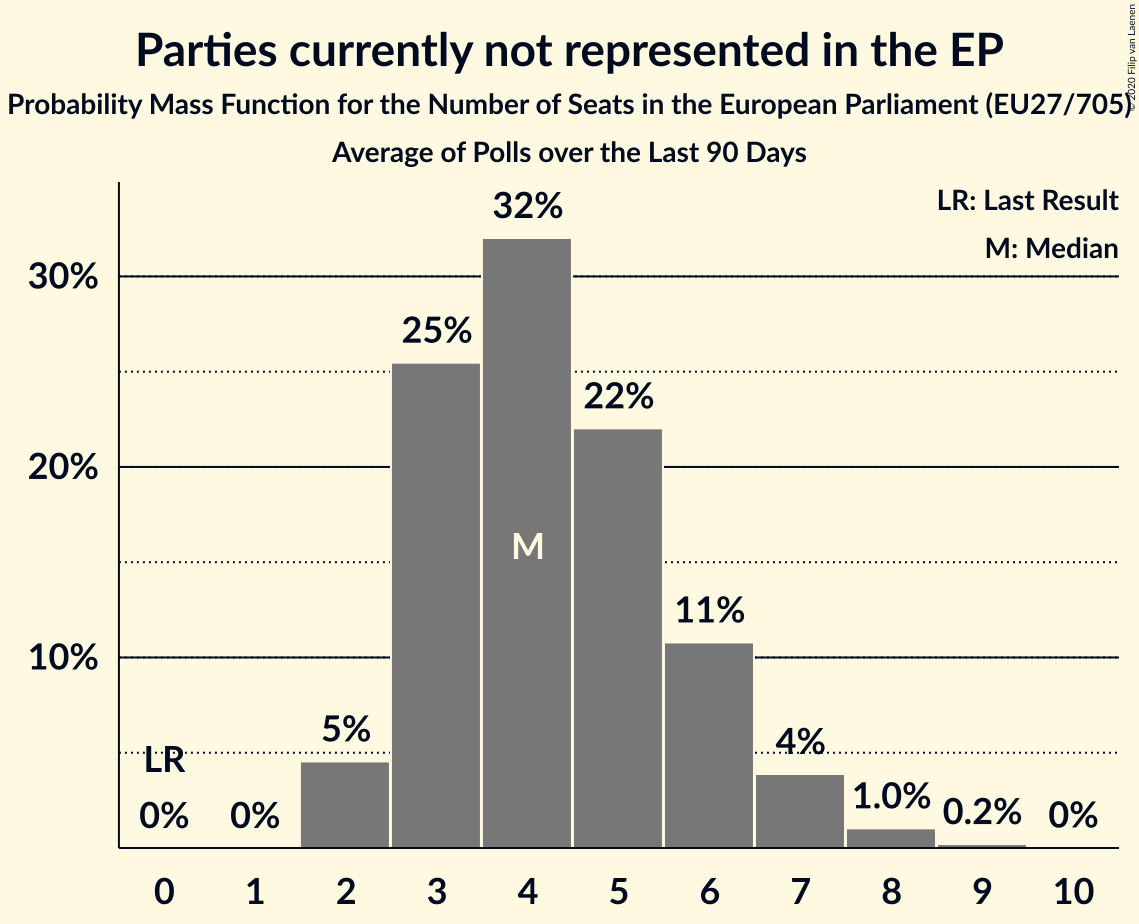 Parties currently not represented in the EP
Probability Mass Function for the Number of Seats in the European Parliament (EU27/705)
Average of Polls over the Last 90 Days
© 2020 Filip van Laenen
LR: Last Result
M: Median
30%
20%
10%
LR
0%
0%
5%
25%
32%
M
22%
11%
4%
1.0%
0.2%
0%
0 1 2 3 4 5 6 7 8 9 10